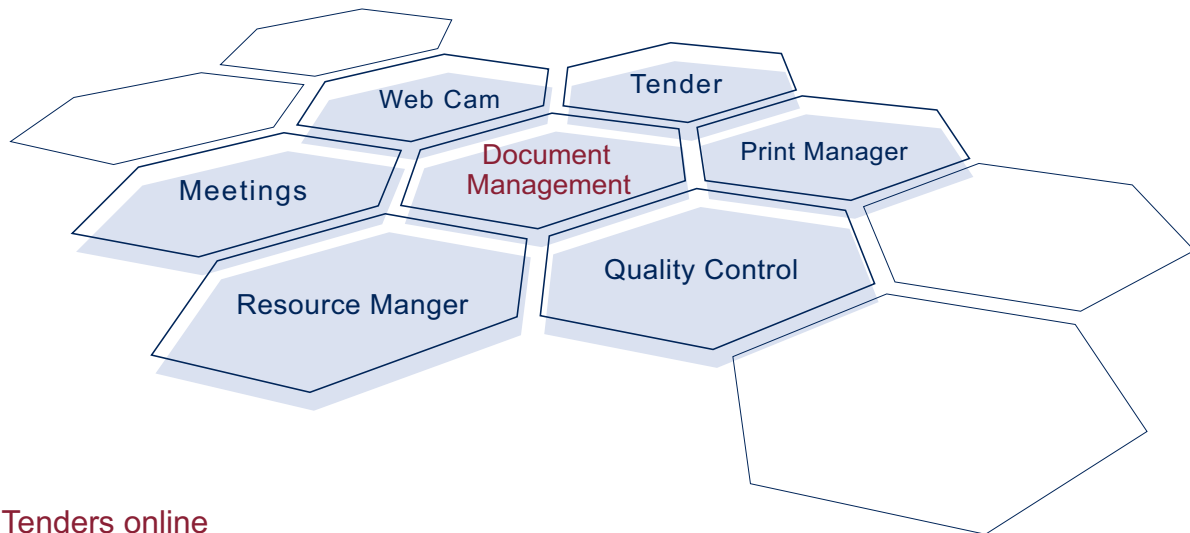 Tender
Web Cam
Print Manager
Document
Management
Meetings
Quality Control
Resource Manger
Tenders online